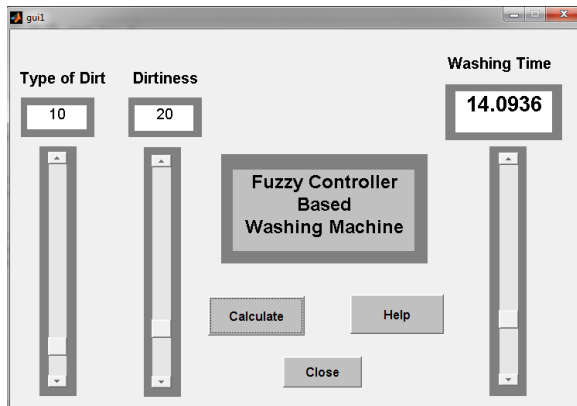 gui1
Type of Dirt
Dirtiness
Washing Time
10
20
14.0936
Fuzzy Controller
Based
Washing Machine
Calculate
Help
Close